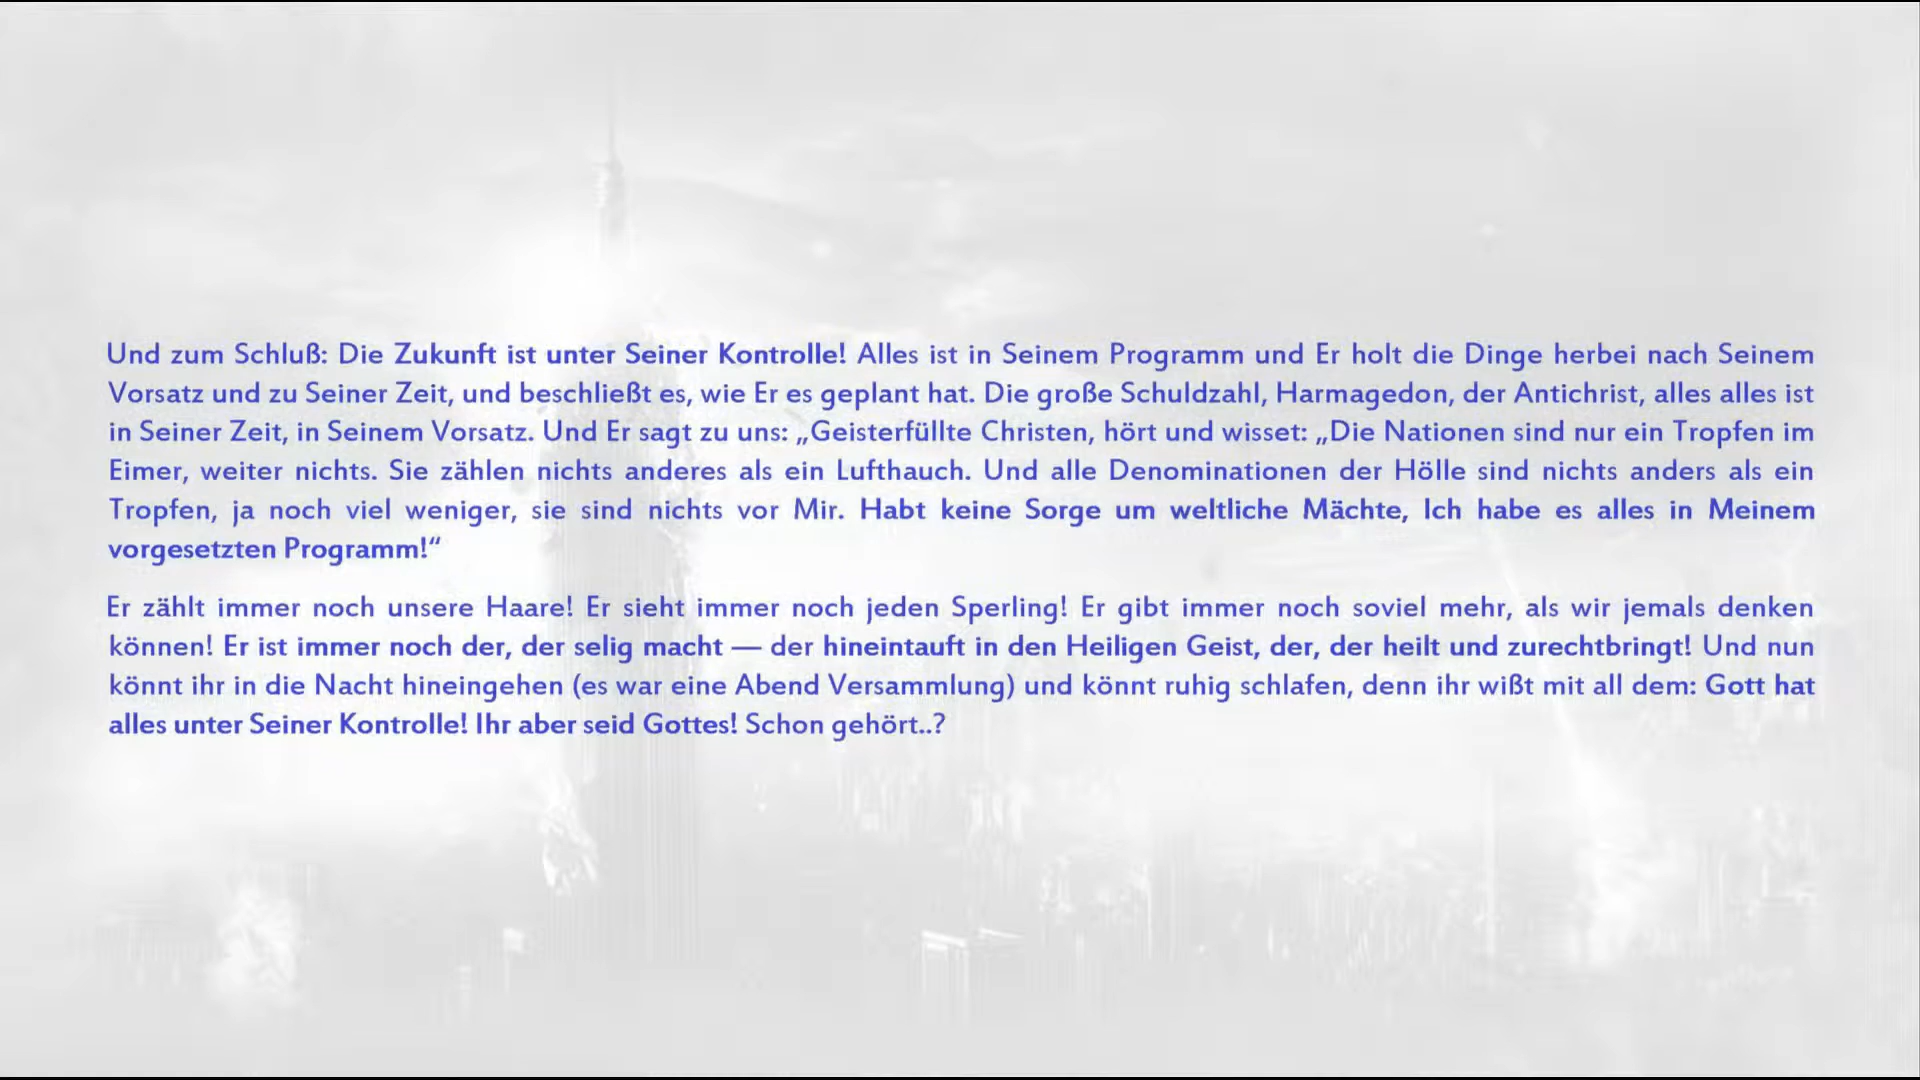 Und zum Schluß: Die Zukunft ist unter Seiner Kontrolle! Alles ist in Seinem Programm und Er holt die Dinge herbei nach Seinem
Vorsatz und zu Seiner Zeit, und beschließt es, wie Er es geplant hat. Die große Schuldzahl, Harmagedon, der Antichrist, alles alles ist
in Seiner Zeit, in Seinem Vorsatz. Und Er sagt zu uns: „Geisterfüllte Christen, hört und wisset: „Die Nationen sind nur ein Tropfen im
Eimer, weiter nichts. Sie zählen nichts anderes als ein Lufthauch. Und alle Denominationen der Hölle sind nichts anders als ein
Tropfen, ja noch viel weniger, sie sind nichts vor Mir. Habt keine Sorge um weltliche Mächte, Ich habe es alles in Meinem
vorgesetzten Programm!“
Er zählt immer noch unsere Haare! Er sieht immer noch jeden Sperling! Er gibt immer noch soviel mehr, als wir jemals denken
können! Er ist immer noch der, der selig macht — der hineintauft in den Heiligen Geist, der, der heilt und zurechtbringt! Und nun
könnt ihr in die Nacht hineingehen (es war eine Abend Versammlung) und könnt ruhig schlafen, denn ihr wißt mit all dem: Gott hat
alles unter Seiner Kontrolle! Ihr aber seid Gottes! Schon gehört..?